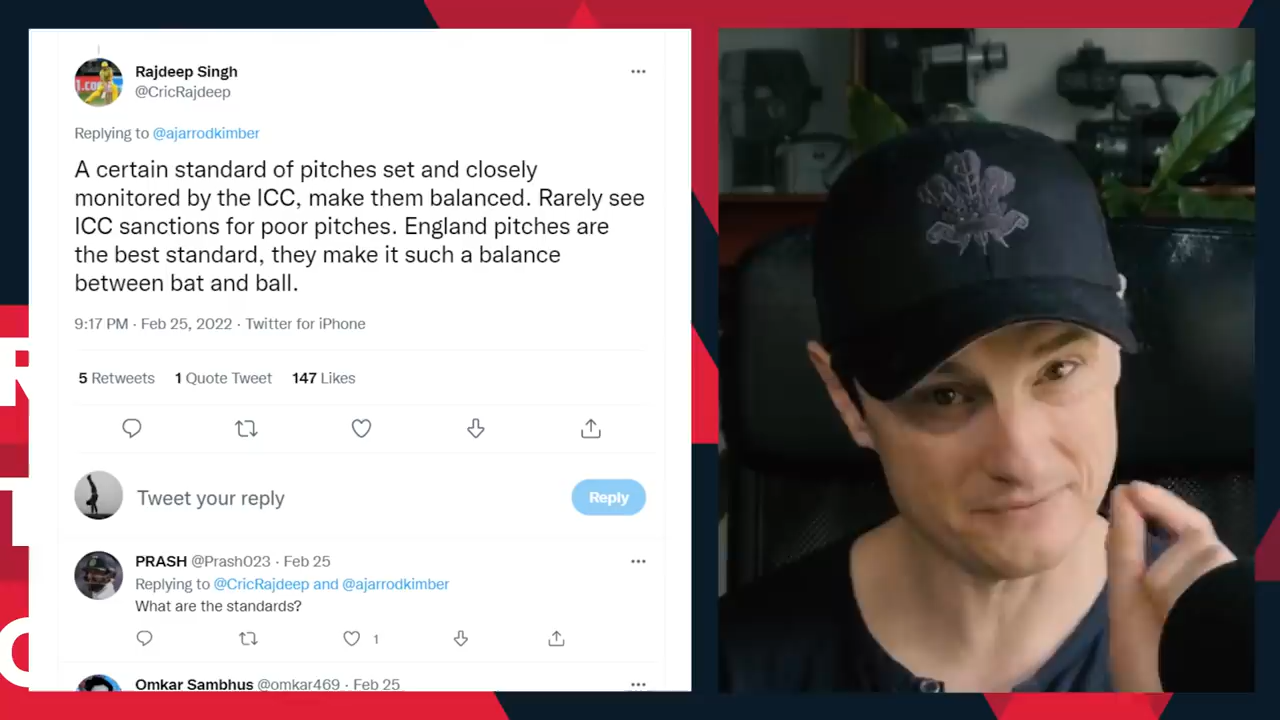 Rajdeep Singh
@CricRajdeep
Replying to @ajarrodkimber
A certain standard of pitches set and closely
monitored by the ICC, make them balanced. Rarely see
ICC sanctions for poor pitches. England pitches are
the best standard, they make it such a balance
between bat and ball.
9:17 PM · Feb 25, 2022 · Twitter for iPhone
5 Retweets 1 Quote Tweet 147 Likes
Tweet your reply
Reply
PRASH @Prash023 · Feb 25
Replying to @CricRajdeep and @ajarrodkimber
What are the standards?
1
Omkar Sambhus @omkar469 · Feb 25